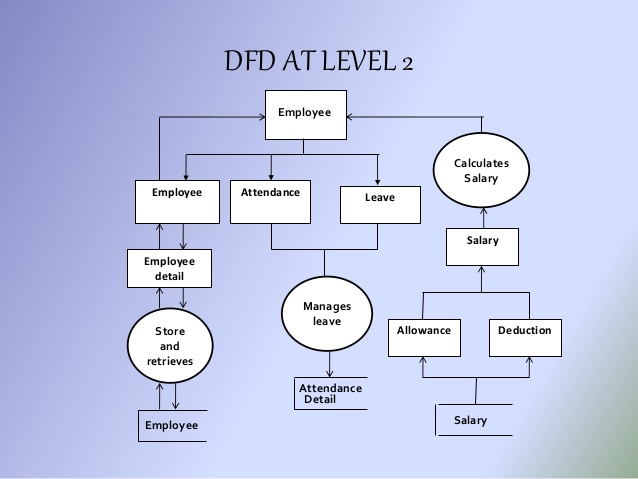 DFD AT LEVEL 2
Employee
Calculates
Salary
Employee
Attendance
Leave
Salary
Employee
detail
Manages
leave
Store
and
retrieves
Allowance
Deduction
Attendance
Detail
Employee
Salary